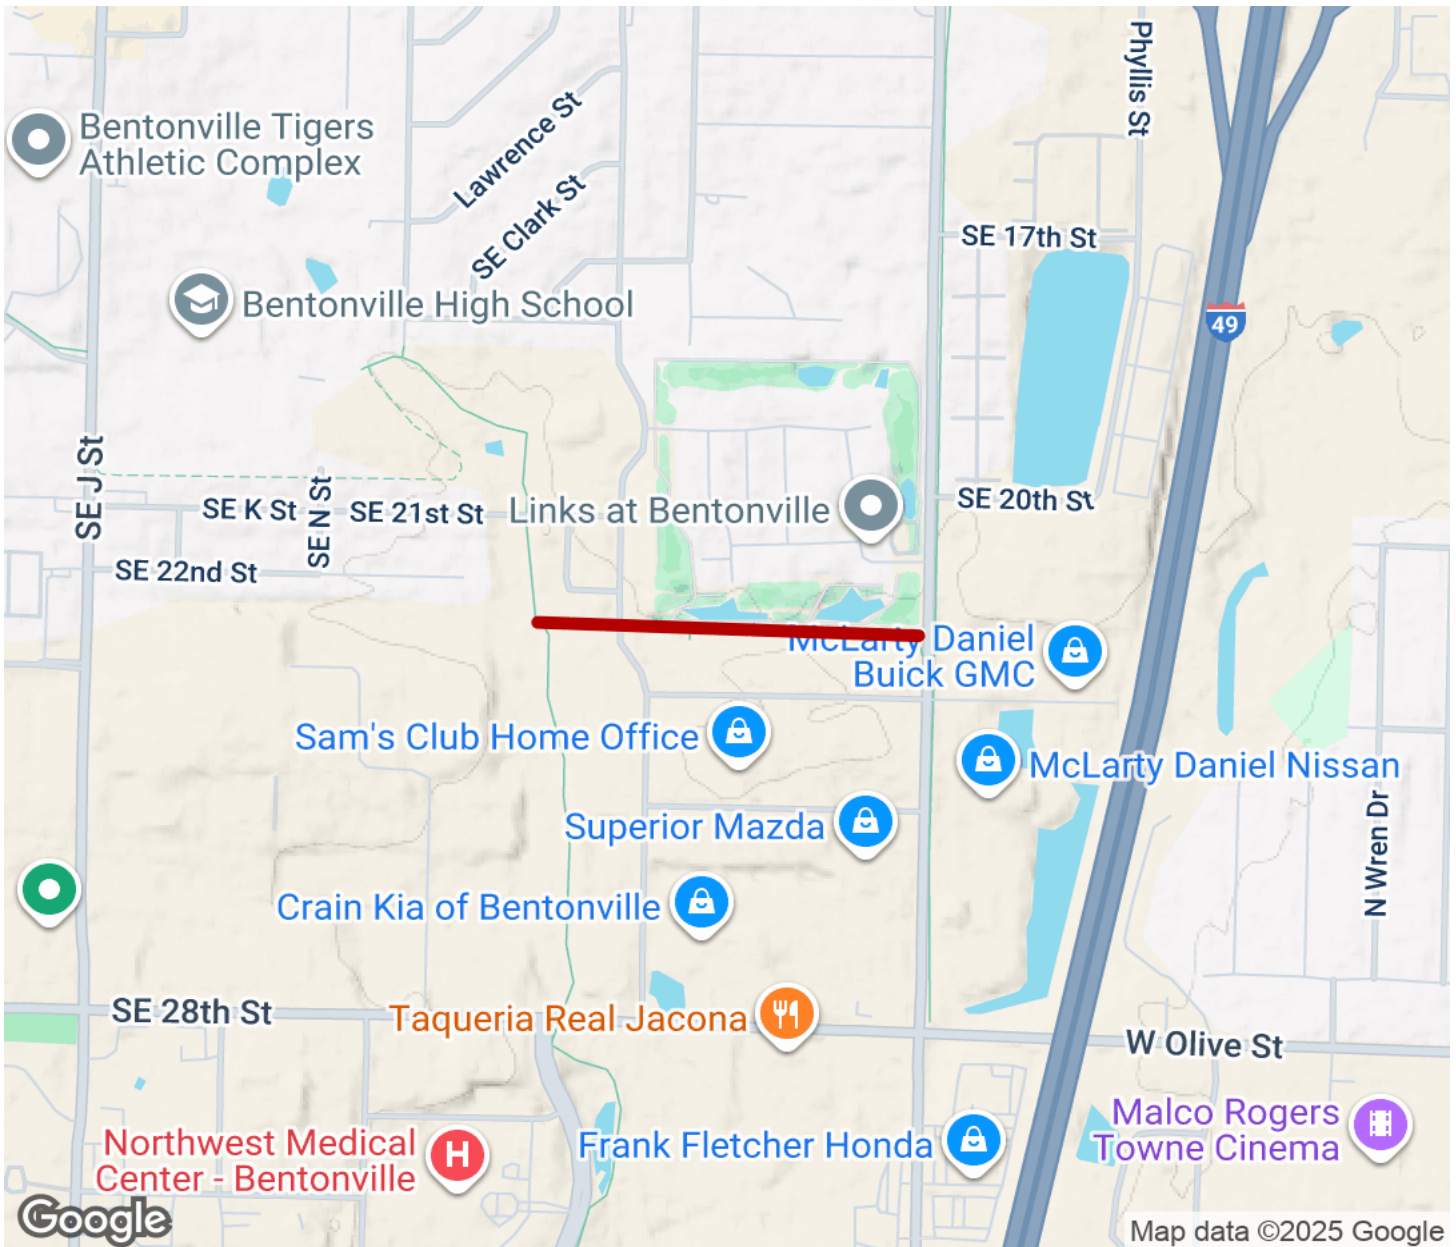 Phyllis St
Bentonville Tigers
Athletic Complex
Lawrence St
SE Clark St
SE 17th St
Bentonville High School
49
SE J St
SE K St
SE N St
SE 21st St
Links at Bentonville
SE 20th St
SE 22nd St
McLarty Daniel
Buick GMC
Sam's Club Home Office
McLarty Daniel Nissan
Superior Mazda
N Wren Dr
Crain Kia of Bentonville
SE 28th St
Taqueria Real Jacona
W Olive St
Malco Rogers
Towne Cinema
Northwest Medical
Center - Bentonville
H
Frank Fletcher Honda
Google
Map data ©2025 Google